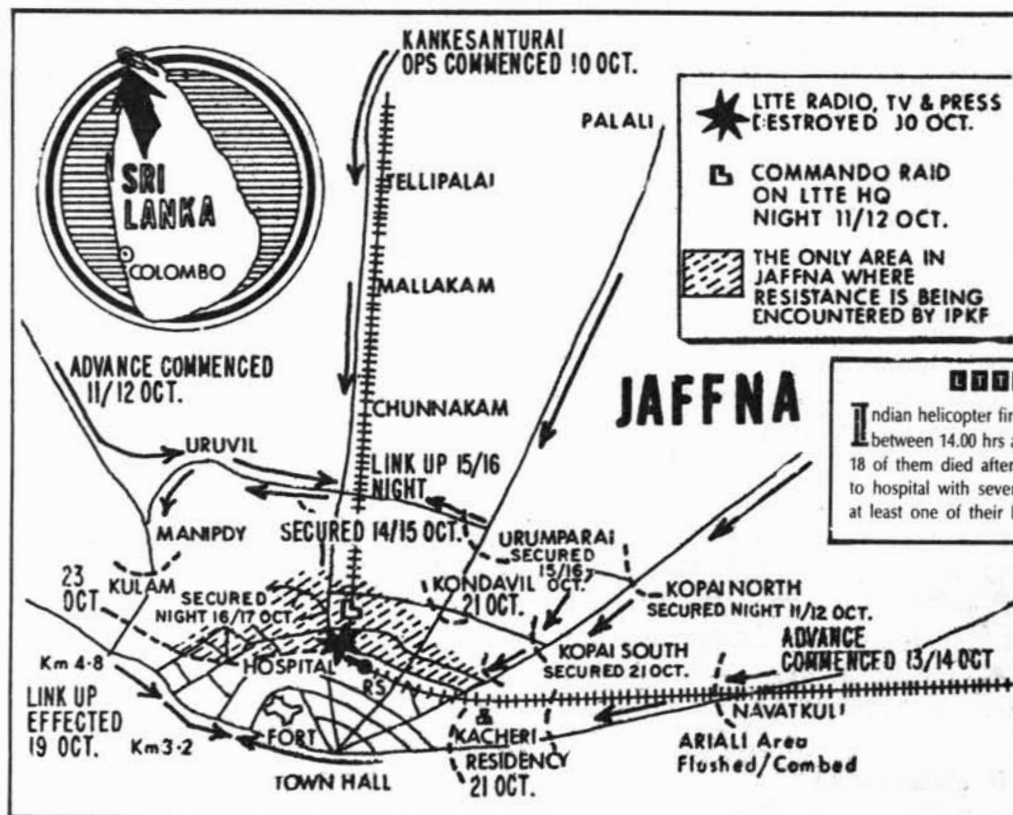 KANKESANTURAI
OPS COMMENCED 10 OCT.
PALALI
SRI
LANKA
COLOMBO
TELLIPALAI
MALLAKAM
CHUNNAKAM
LTTE RADIO, TV & PRESS
DESTROYED 10 OCT.
COMMANDO RAID
ON LTTE HQ
NIGHT 11/12 OCT.
THE ONLY AREA IN
JAFFNA WHERE
RESISTANCE IS BEING
ENCOUNTERED BY IPKF
JAFFNA
LTT
Indian helicopter fir
between 14.00 hrs a
18 of them died after
to hospital with sever
at least one of their
ADVANCE COMMENCED
11/12 OCT.
URUVIL
LINK UP 15/16
NIGHT
MANIPDY
SECURED 14/15 OCT.
URUMPARAI
SECURED
15/16
OCT.
KULAM
23
OCT.
SECURED
NIGHT 16/17 OCT.
KONDAVIL
21 OCT.
KOPAI NORTH
SECURED NIGHT 11/12 OCT.
KOPAI SOUTH
SECURED 21 OCT.
ADVANCE
COMMENCED 13/14 OCT
HOSPITAL
RS
Km 4·8
LINK UP
EFFECTED
19 OCT.
Km 3·2
FORT
TOWN HALL
KACHERI
RESIDENCY
21 OCT.
NAVATKULI
ARIALI Area
Flushed/Combed